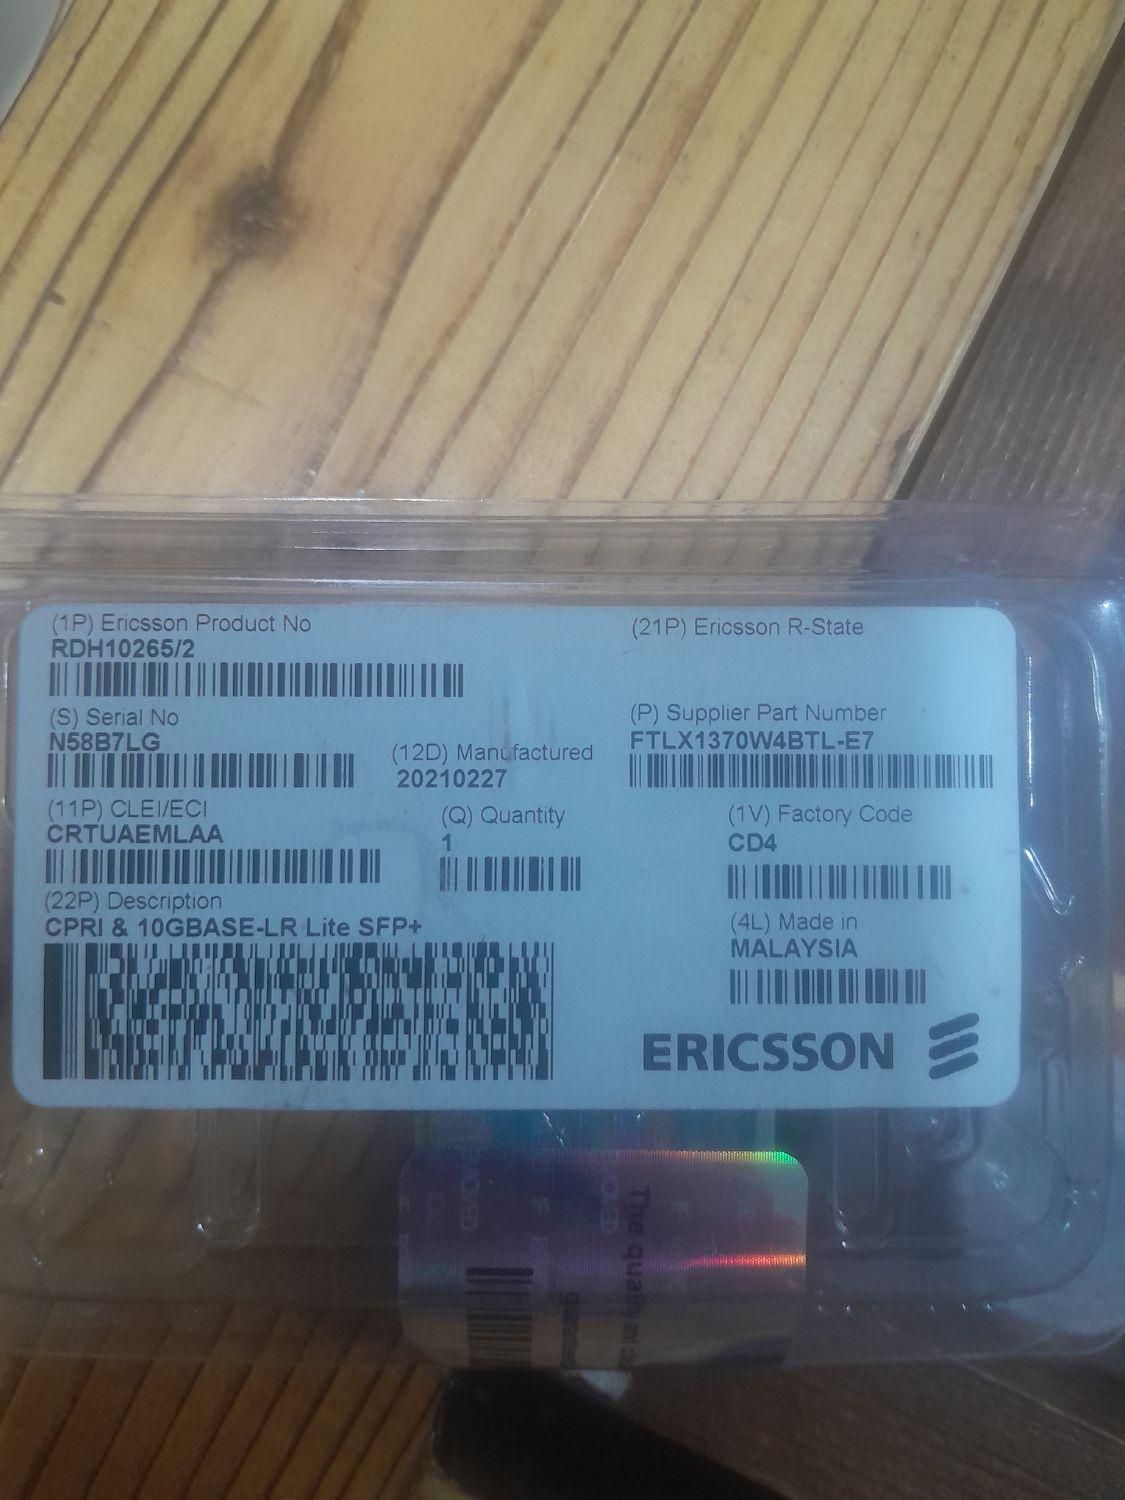 (1P) Ericsson Product No
RDH10265/2
(21P) Ericsson R-State
(S) Serial No
N58B7LG
(12D) Manufactured
20210227
(P) Supplier Part Number
FTLX1370W4BTL-E7
(11P) CLEI/ECI
CRTUAEMLAA
(Q) Quantity
1
(1V) Factory Code
CD4
(22P) Description
CPRI & 10GBASE-LR Lite SFP+
(4L) Made in
MALAYSIA
ERICSSON
The quality and
guaranteed